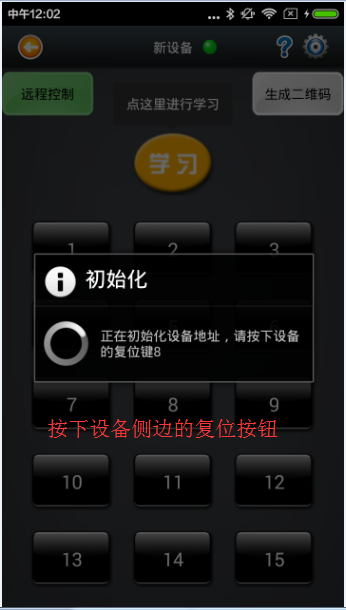 中午12:02
新设备
远程控制
点这里进行学习
生成二维码
学习
1 2 3
初始化
正在初始化设备地址，请按下设备
的复位键8
7 8 9
按下设备侧边的复位按钮
10 11 12
13 14 15